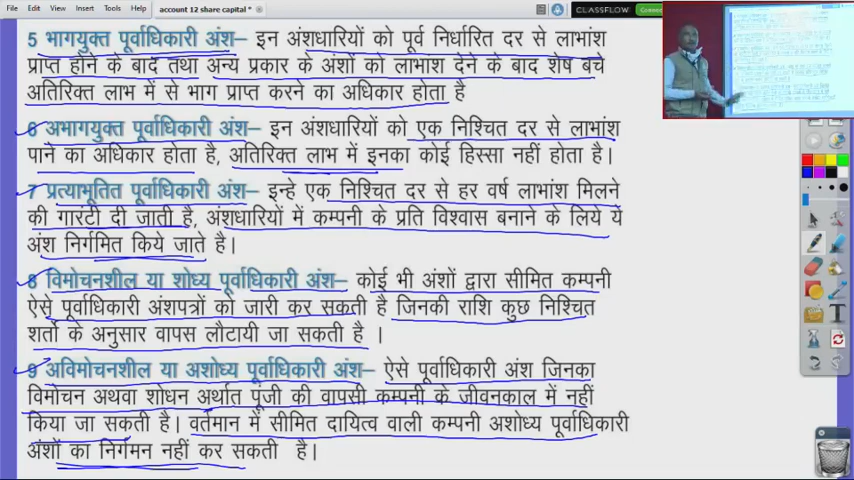 File Edit View Insert Format Tools Help
account 12 share capital *
CLASSFLOW
5 भागयुक्त पूर्वाधिकारी अंश– इन अंशधारियों को पूर्व निर्धारित दर से लाभांश
प्राप्त होने के बाद तथा अन्य प्रकार के अंशों को लाभाश देने के बाद शेष बचे
अतिरिक्त लाभ में से भाग प्राप्त करने का अधिकार होता है
6 अभागयुक्त पूर्वाधिकारी अंश– इन अंशधारियों को एक निश्चित दर से लाभांश
पाने का अधिकार होता है, अतिरिक्त लाभ में इनका कोई हिस्सा नहीं होता है।
7 प्रत्याभूतित पूर्वाधिकारी अंश– इन्हे एक निश्चित दर से हर वर्ष लाभांश मिलने
की गारंटी दी जाती है, अंशधारियों में कम्पनी के प्रति विश्वास बनाने के लिये ये
अंश निर्गमित किये जाते है।
8 विमोचनशील या शोध्य पूर्वाधिकारी अंश– कोई भी अंशों द्वारा सीमित कम्पनी
ऐसे पूर्वाधिकारी अंशपत्रों को जारी कर सकती है जिनकी राशि कुछ निश्चित
शर्तो के अनुसार वापस लौटायी जा सकती है ।
9 अविमोचनशील या अशोध्य पूर्वाधिकारी अंश– ऐसे पूर्वाधिकारी अंश जिनका
विमोचन अथवा शोधन अर्थात पूंजी की वापसी कम्पनी के जीवनकाल में नहीं
किया जा सकती है। वर्तमान में सीमित दायित्व वाली कम्पनी अशोध्य पूर्वाधिकारी
अंशों का निर्गमन नहीं कर सकती है।